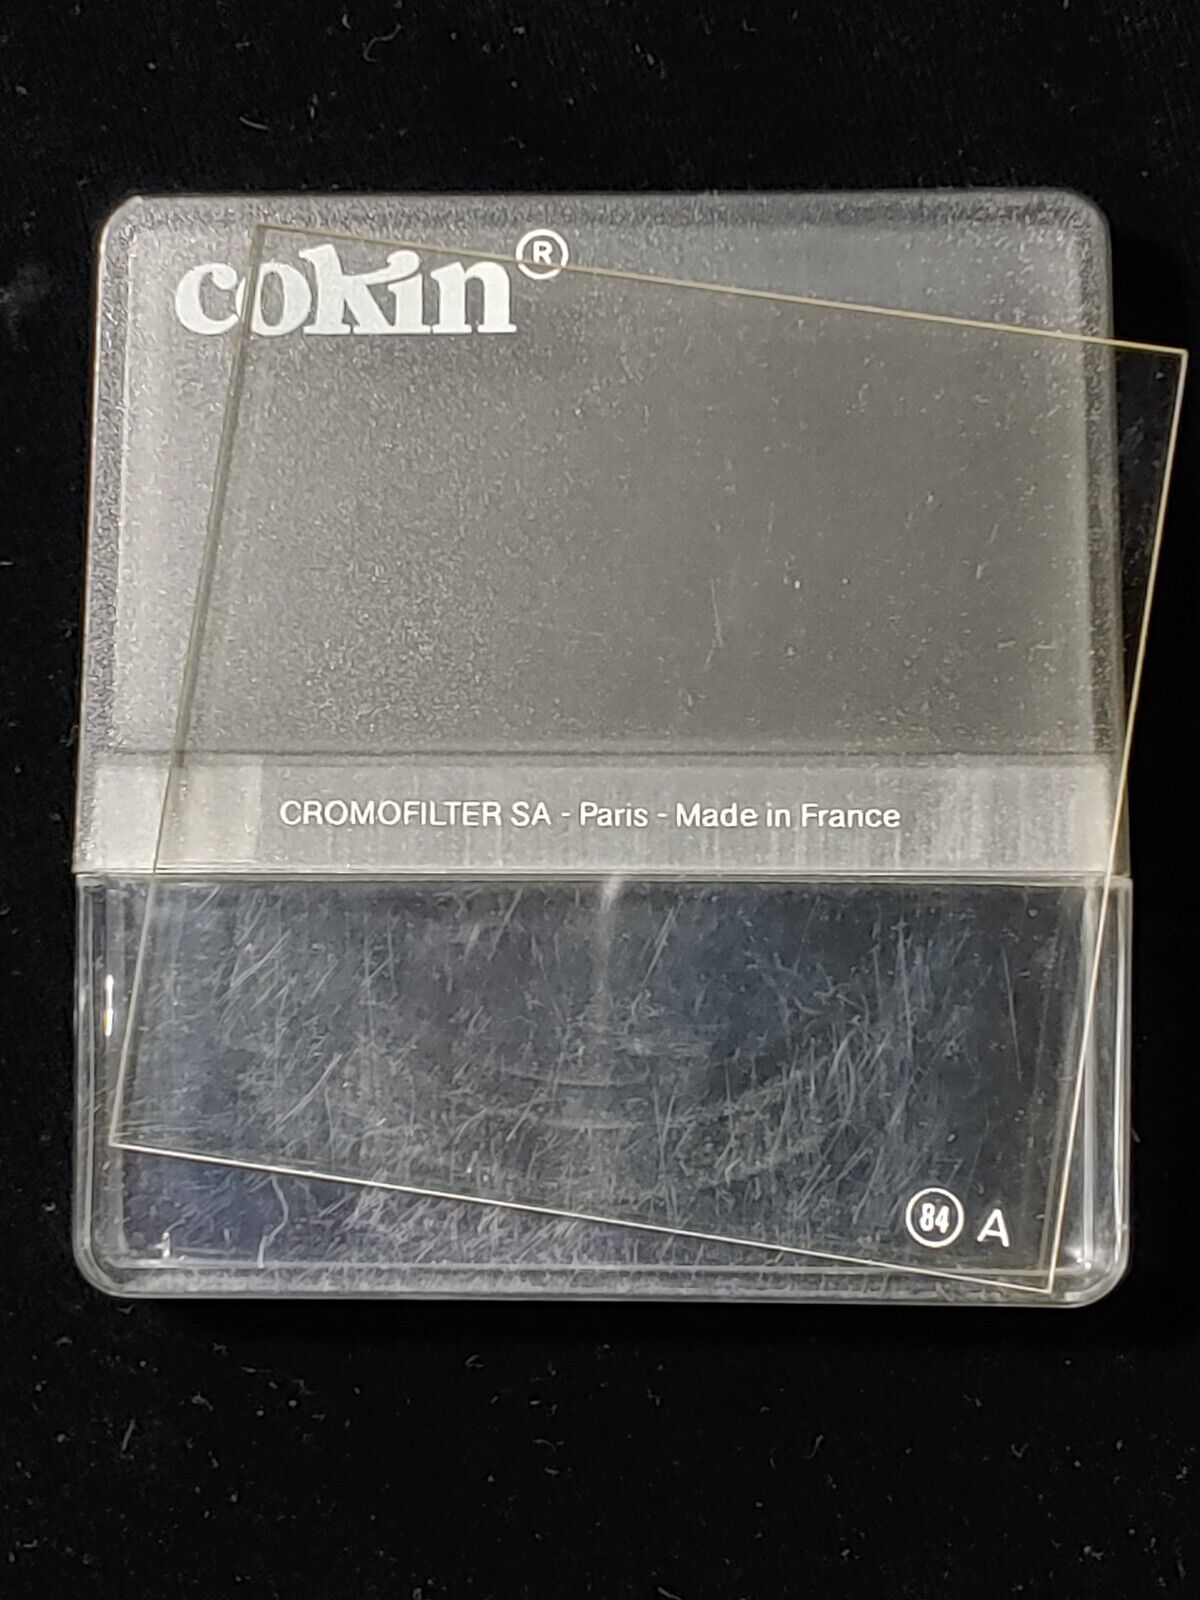 cokin®
CROMOFILTER SA - Paris - Made in France
84 A